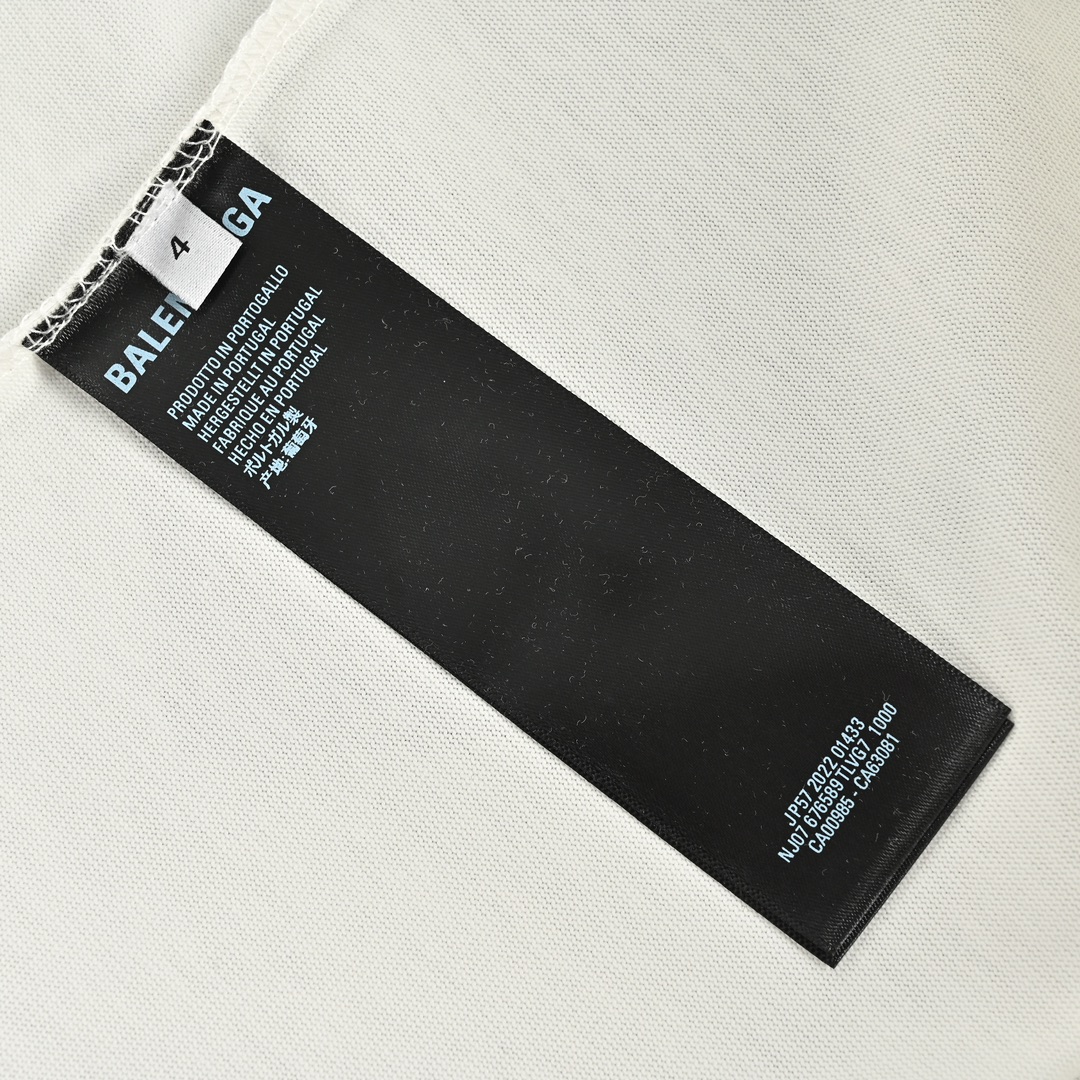 BALEN GA
4
PRODOTTO IN PORTOGALLO
MADE IN PORTUGAL
HERGESTELLT IN PORTUGAL
FABRIQUE AU PORTUGAL
HECHO EN PORTUGAL
ポルトガル製
产地:葡萄牙
JP57 2022 01433
NJ07 676589 TLVG7 1000
CA00985 - CA63081